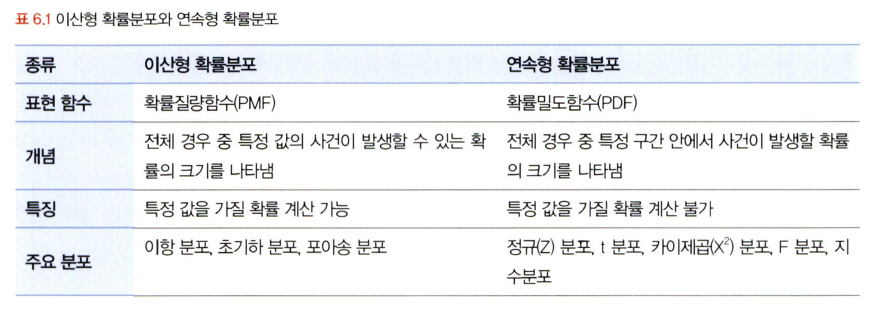 표 6.1 이산형 확률분포와 연속형 확률분포
종류 이산형 확률분포 연속형 확률분포
표현 함수 확률질량함수(PMF) 확률밀도함수(PDF)
개념 전체 경우 중 특정 값의 사건이 발생할 수 있는 확 전체 경우 중 특정 구간 안에서 사건이 발생할 확률
률의 크기를 나타냄 의 크기를 나타냄
특징 특정 값을 가질 확률 계산 가능 특정 값을 가질 확률 계산 불가
주요 분포 이항 분포, 초기하 분포, 포아송 분포 정규(Z) 분포, t 분포, 카이제곱(X²) 분포, F 분포, 지
수분포